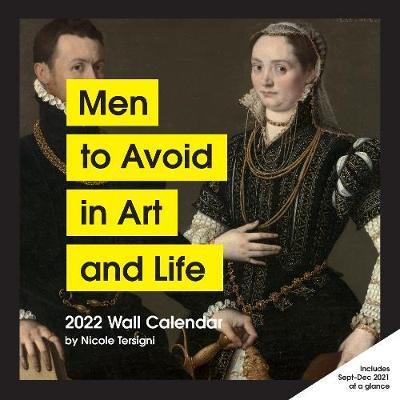 Men
to Avoid
in Art
and Life
2022 Wall Calendar
by Nicole Tersigni
Includes
Sept-Dec 2021
at a glance